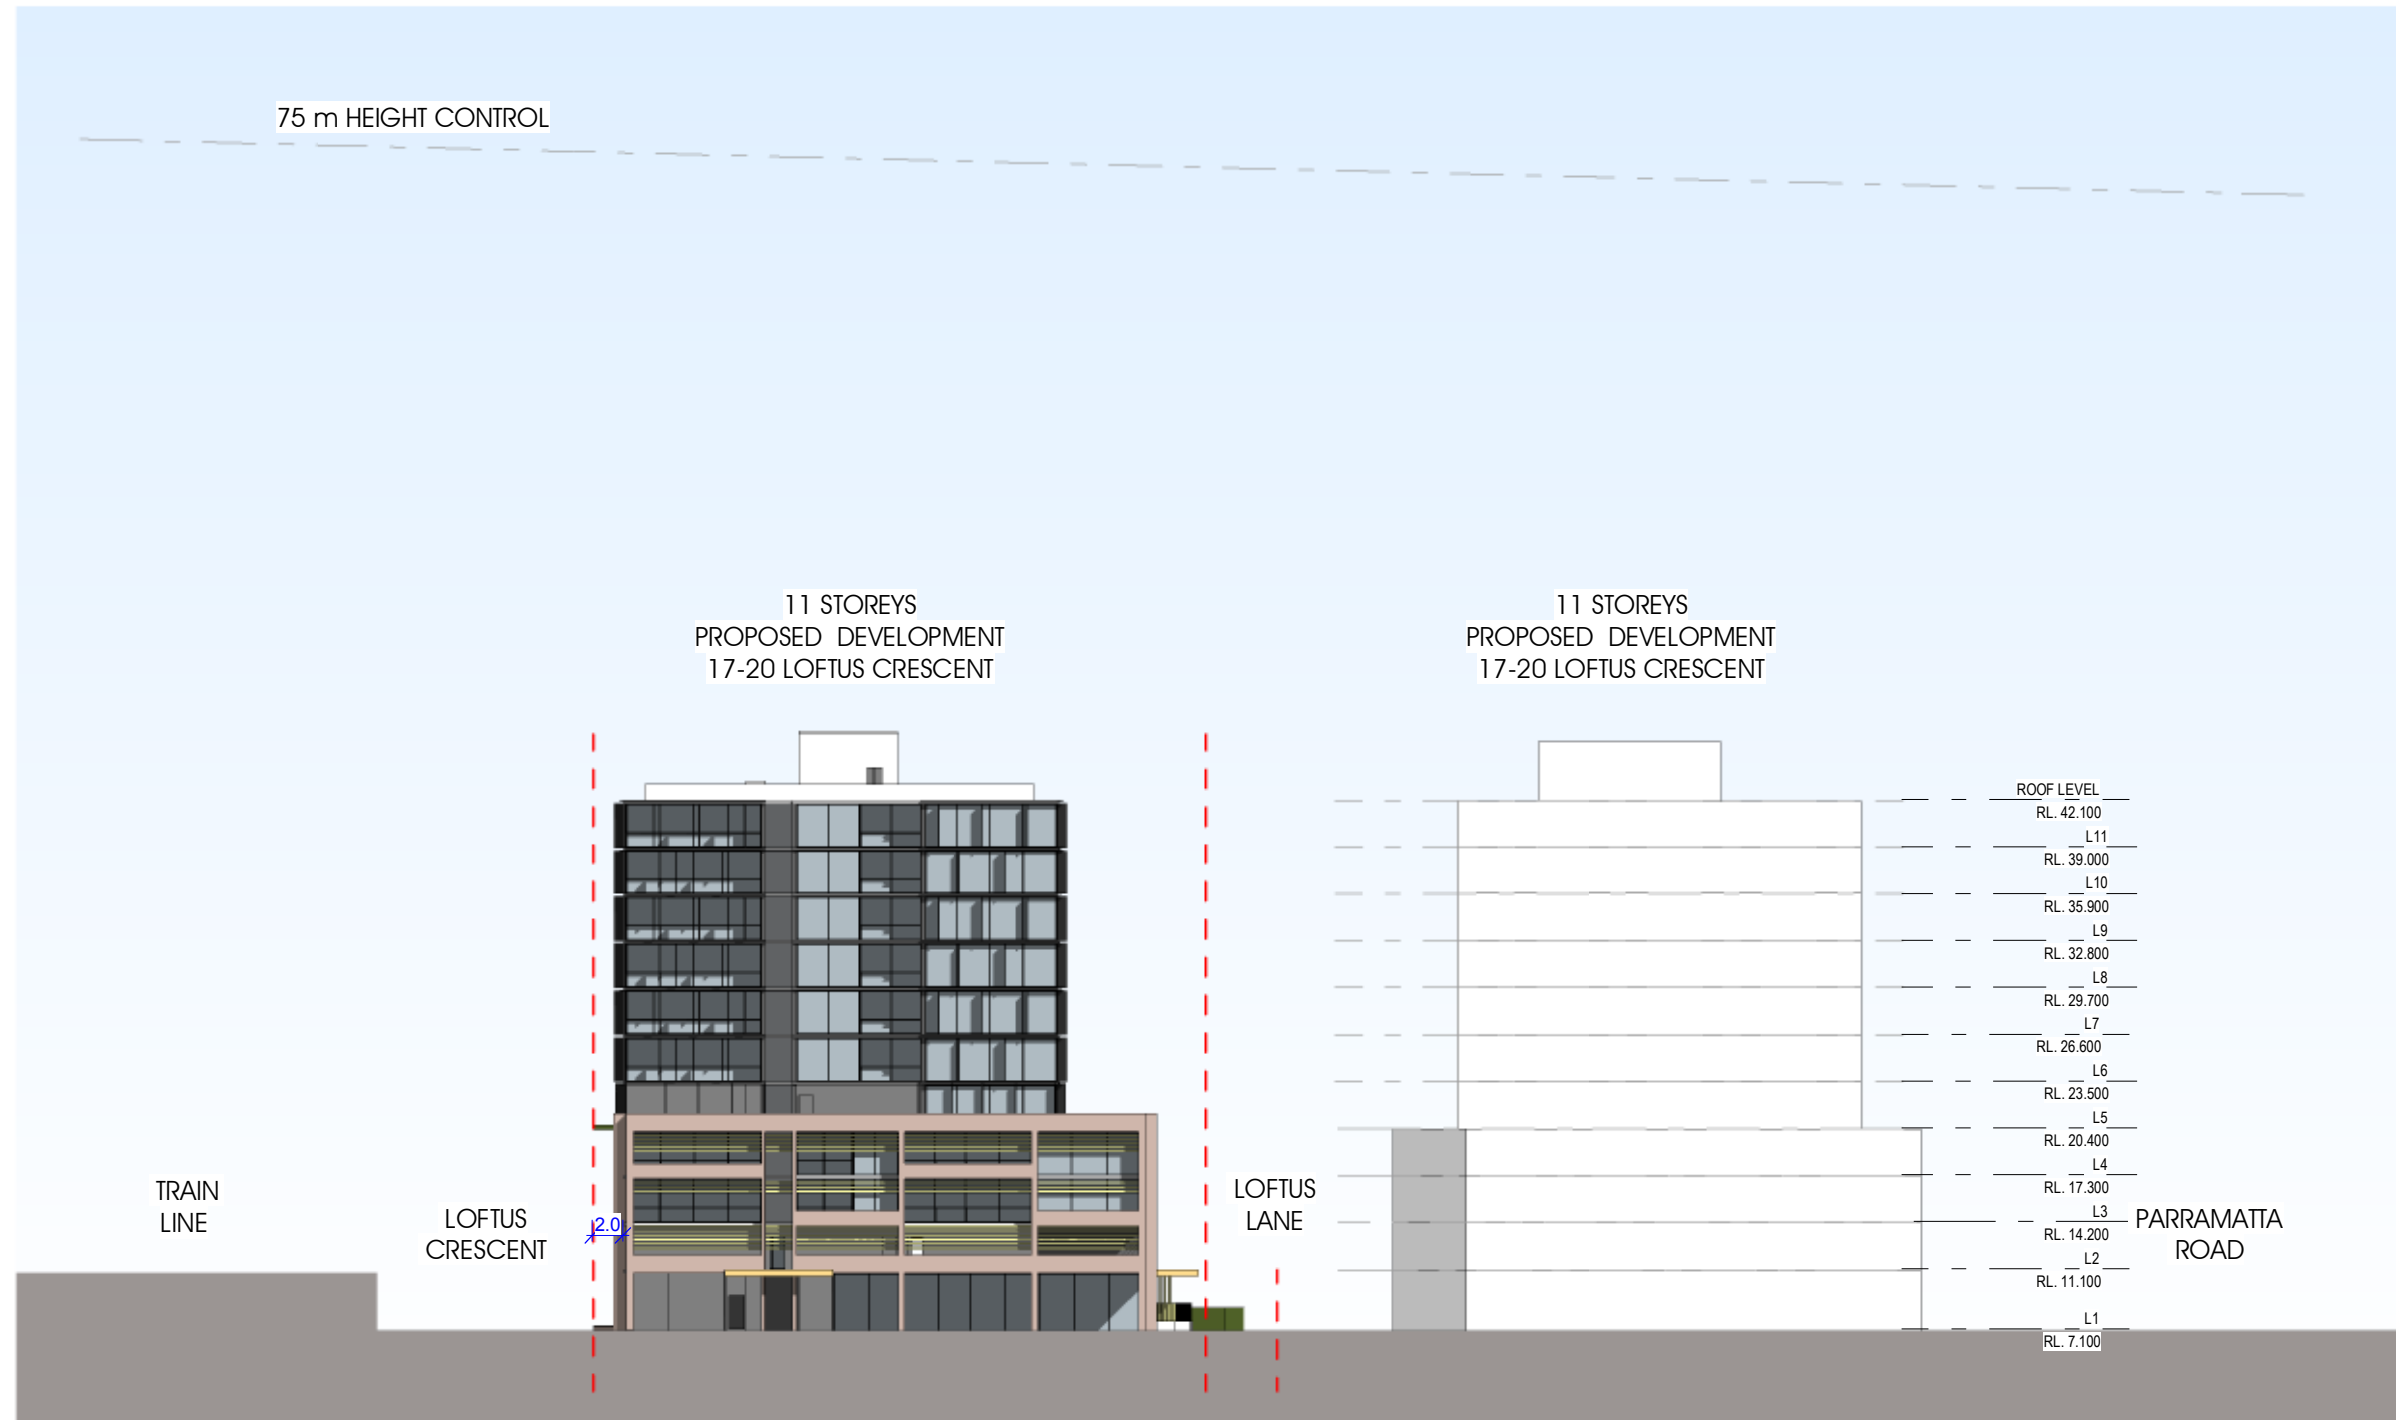 75 m HEIGHT CONTROL
11 STOREYS
PROPOSED DEVELOPMENT
17-20 LOFTUS CRESCENT
11 STOREYS
PROPOSED DEVELOPMENT
17-20 LOFTUS CRESCENT
ROOF LEVEL
RL. 42.100
L11
RL. 39.000
L10
RL. 35.900
L9
RL. 32.800
L8
RL. 29.700
L7
RL. 26.600
L6
RL. 23.500
L5
RL. 20.400
L4
RL. 17.300
L3
RL. 14.200
L2
RL. 11.100
L1
RL. 7.100
TRAIN
LINE
LOFTUS
CRESCENT
2.0
LOFTUS
LANE
PARRAMATTA
ROAD